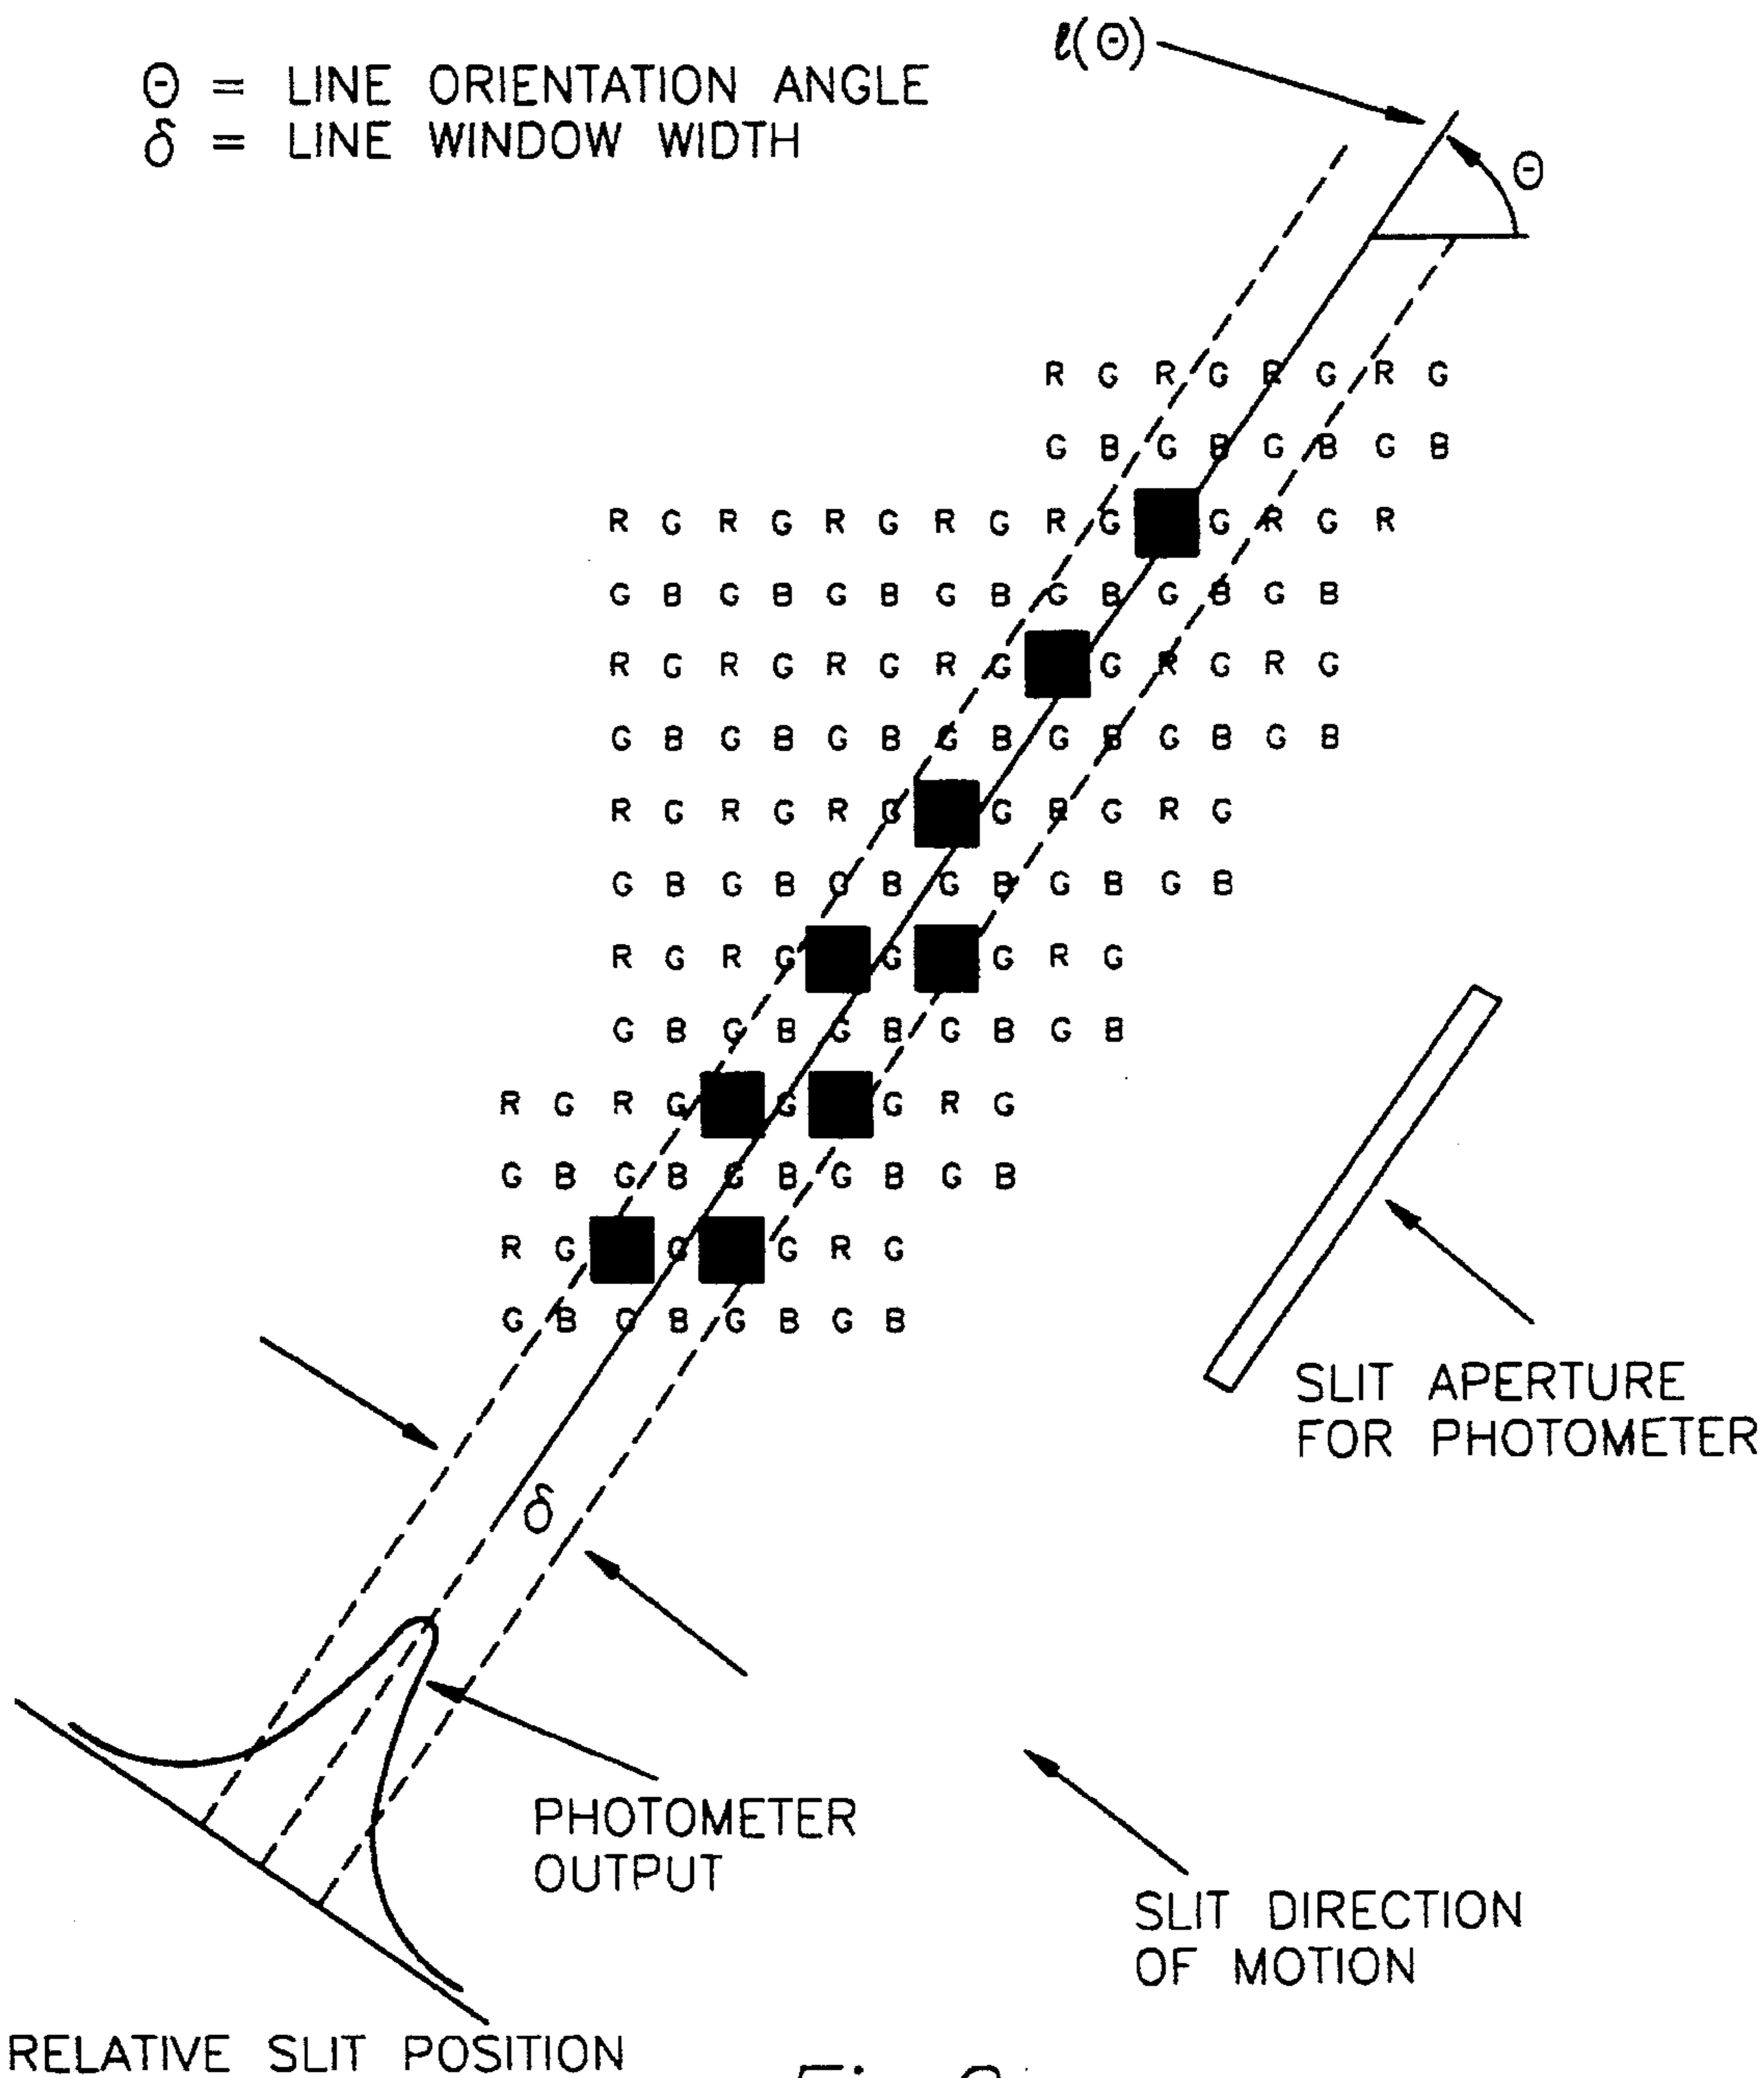 ℓ(Θ)
Θ = LINE ORIENTATION ANGLE
δ = LINE WINDOW WIDTH
Θ
R G R G R G R G
G B G B G B G B
R G R G R G R G R G G R G R
G B G B G B G B G B G B G B
R G R G R G R G G R G R G
G B G B G B G B G B G B G B
R G R G R G G R G R G
G B G B G B G B G B G B
R G R G G G R G
G B G B G B G B G B
R G R G G G R G
G B G B G B G B G B
R G G G R G
G B G B G B G B
SLIT APERTURE
FOR PHOTOMETER
δ
PHOTOMETER
OUTPUT
SLIT DIRECTION
OF MOTION
RELATIVE SLIT POSITION